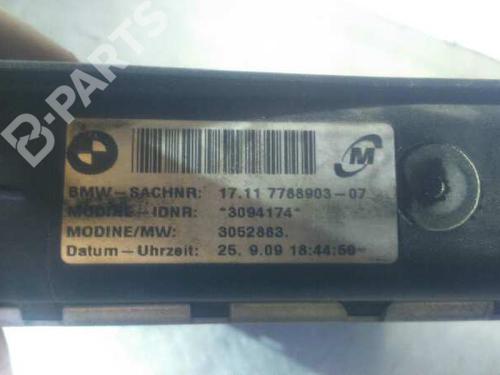 B-PARTS
M
BMW-SACHNR: 17.11 7788903-07
MODINE-IDNR: *3094174*
MODINE/MW: 3052883.
Datum-Uhrzeit: 25. 9.09 18:44:50